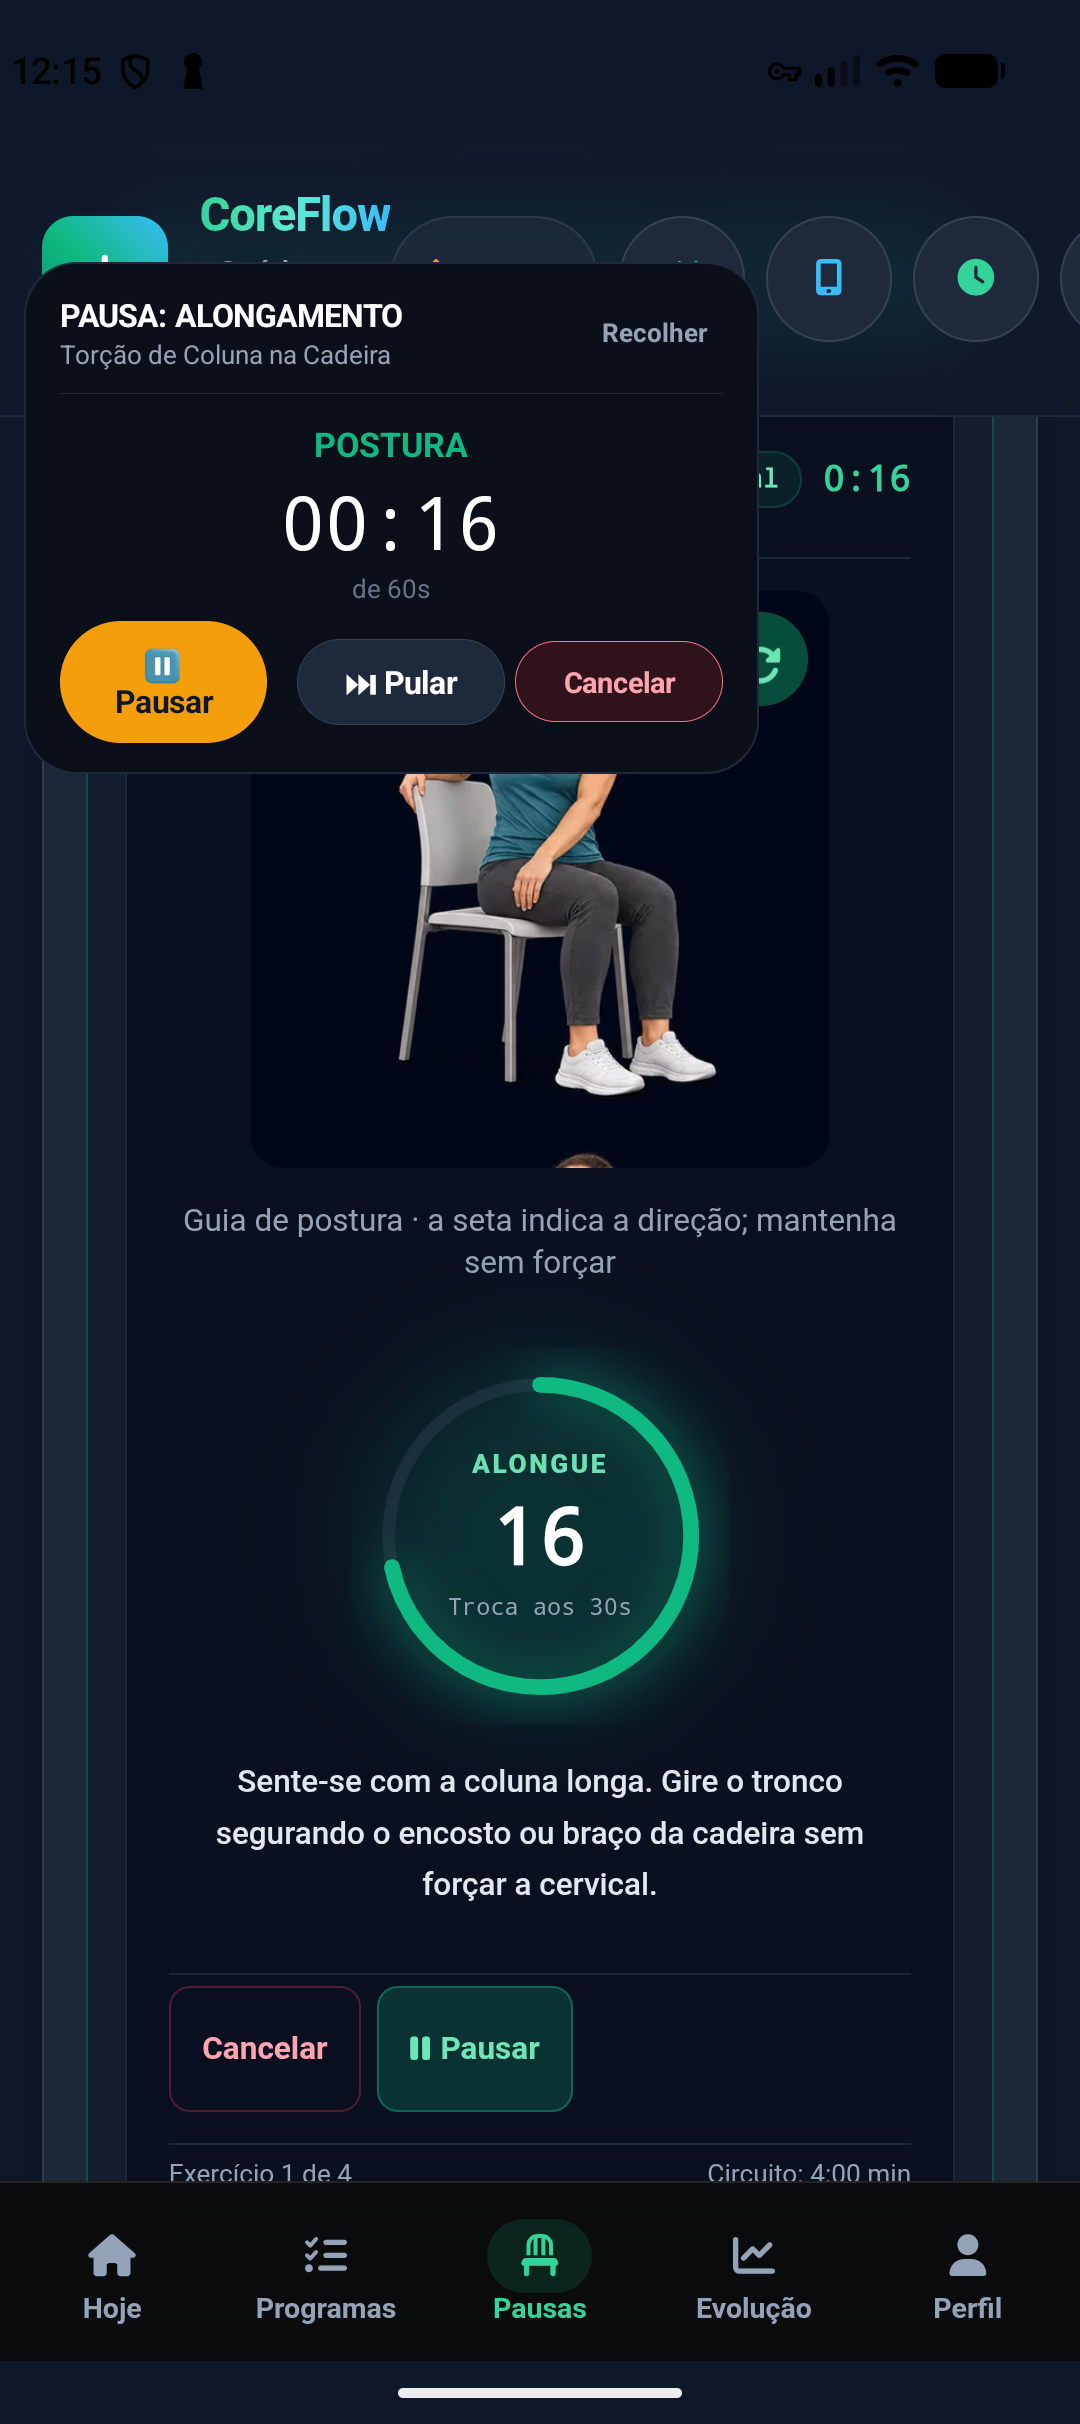 12:15
CoreFlow
PAUSA: ALONGAMENTO
Torção de Coluna na Cadeira
Recolher
POSTURA
00:16
de 60s
Pausar
Pular
Cancelar
0:16
Guia de postura · a seta indica a direção; mantenha
sem forçar
ALONGUE
16
Troca aos 30s
Sente-se com a coluna longa. Gire o tronco
segurando o encosto ou braço da cadeira sem
forçar a cervical.
Cancelar
Pausar
Exercício 1 de 4
Circuito: 4:00 min
Hoje
Programas
Pausas
Evolução
Perfil